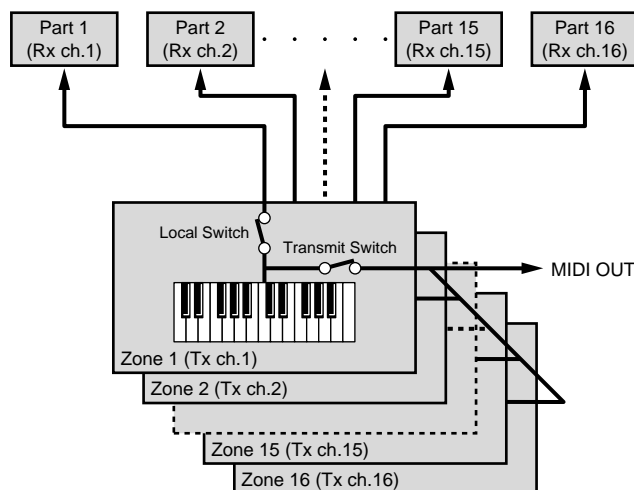 Part 1
(Rx ch.1)
Part 2
(Rx ch.2)
. . . . .
Part 15
(Rx ch.15)
Part 16
(Rx ch.16)
Local Switch
Transmit Switch
MIDI OUT
Zone 1 (Tx ch.1)
Zone 2 (Tx ch.2)
Zone 15 (Tx ch.15)
Zone 16 (Tx ch.16)